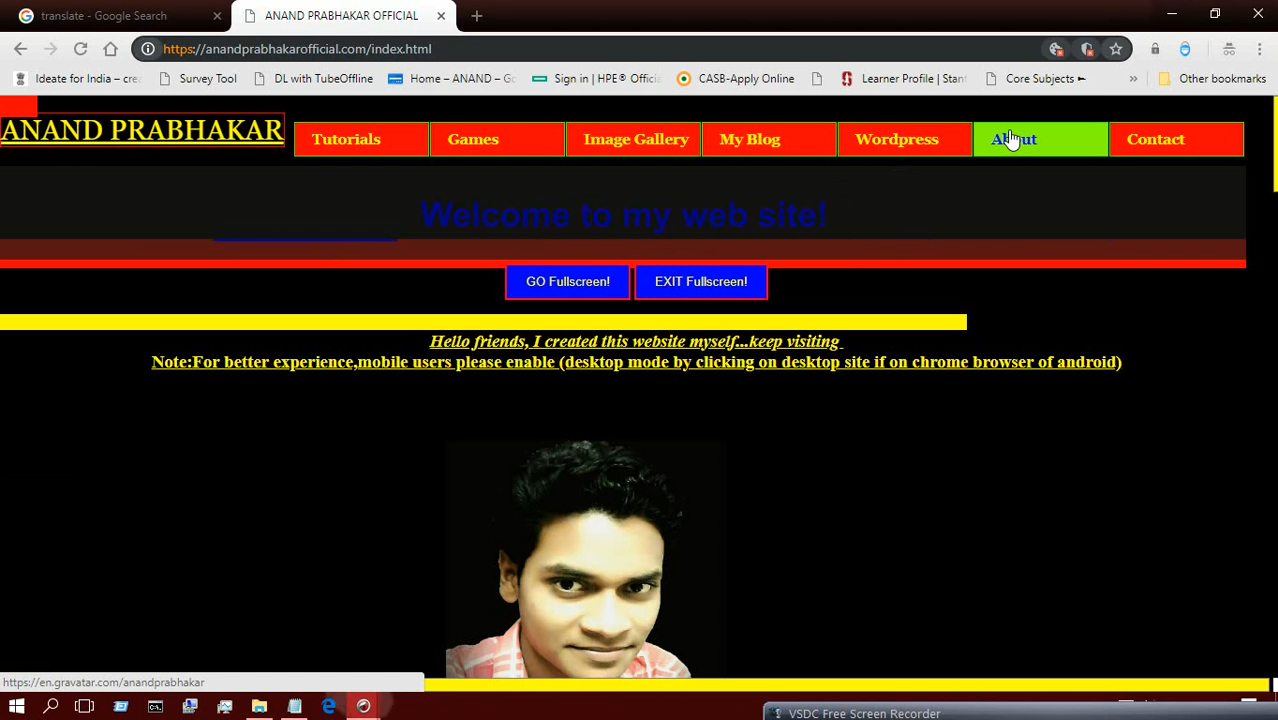 translate - Google Search
ANAND PRABHAKAR OFFICIAL
https://anandprabhakarofficial.com/index.html
Ideate for India – cre
Survey Tool
DL with TubeOffline
Home – ANAND – Go
Sign in | HPE® Officia
CASB-Apply Online
Learner Profile | Stant
Core Subjects ►
»
Other bookmarks
ANAND PRABHAKAR
Tutorials
Games
Image Gallery
My Blog
Wordpress
About
Contact
Welcome to my web site!
GO Fullscreen!
EXIT Fullscreen!
Hello friends, I created this website myself...keep visiting
Note:For better experience,mobile users please enable (desktop mode by clicking on desktop site if on chrome browser of android)
https://en.gravatar.com/anandprabhakar
VSDC Free Screen Recorder